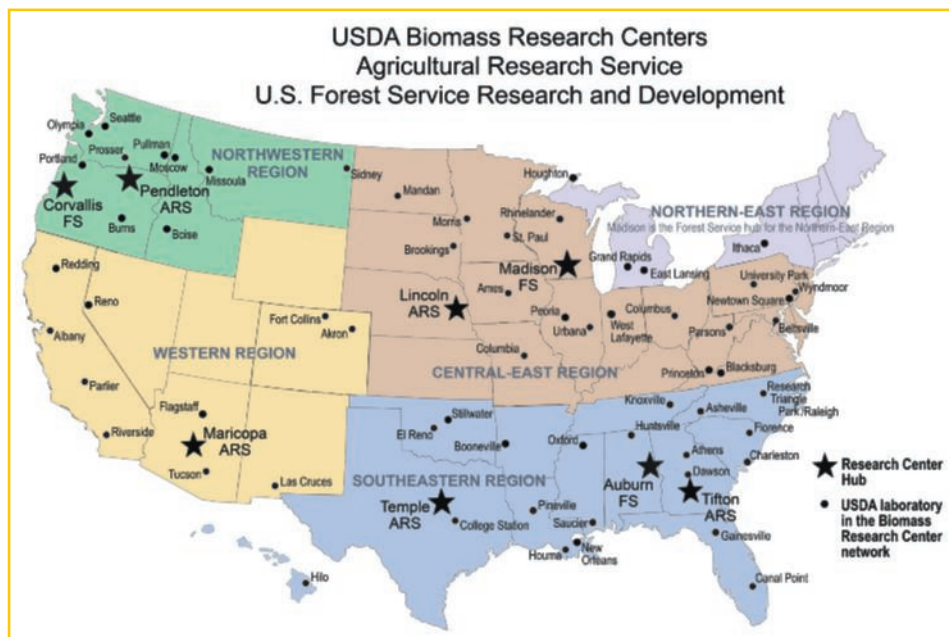 USDA Biomass Research Centers
Agricultural Research Service
U.S. Forest Service Research and Development
Seattle
Olympia
Pullman
Prosser
Moscow
Portland
NORTHWESTERN
REGION
Missoula
Sidney
Pendleton
ARS
Corvallis
FS
Burns
Boise
Mandan
Morris
Brookings
Houghton
Rhinelander
St. Paul
Madison
FS
NORTHERN-EAST REGION
Madison is the Forest Service hub for the Northern-East Region
Ithaca
Grand Rapids
East Lansing
Redding
Reno
Albany
Fort Collins
Akron
WESTERN REGION
Parlier
Riverside
Flagstaff
Maricopa
ARS
Tucson
Las Cruces
Lincoln
ARS
Ames
Peoria
Urbana
West
Lafayette
Columbus
University Park
Wyndmoor
Newtown Square
Beltsville
Parsons
Columbia
CENTRAL-EAST REGION
Princeton
Blacksburg
Knoxville
Asheville
Research
Triangle
Park/Raleigh
Stillwater
El Reno
Booneville
Oxford
Huntsville
Florence
Athens
Charleston
Dawson
SOUTHEASTERN REGION
Temple
ARS
College Station
Auburn
FS
Tifton
ARS
Pineville
Saucier
Houma
New
Orleans
Gainesville
Canal Point
Hilo
Research Center
Hub
USDA laboratory
in the Biomass
Research Center
network